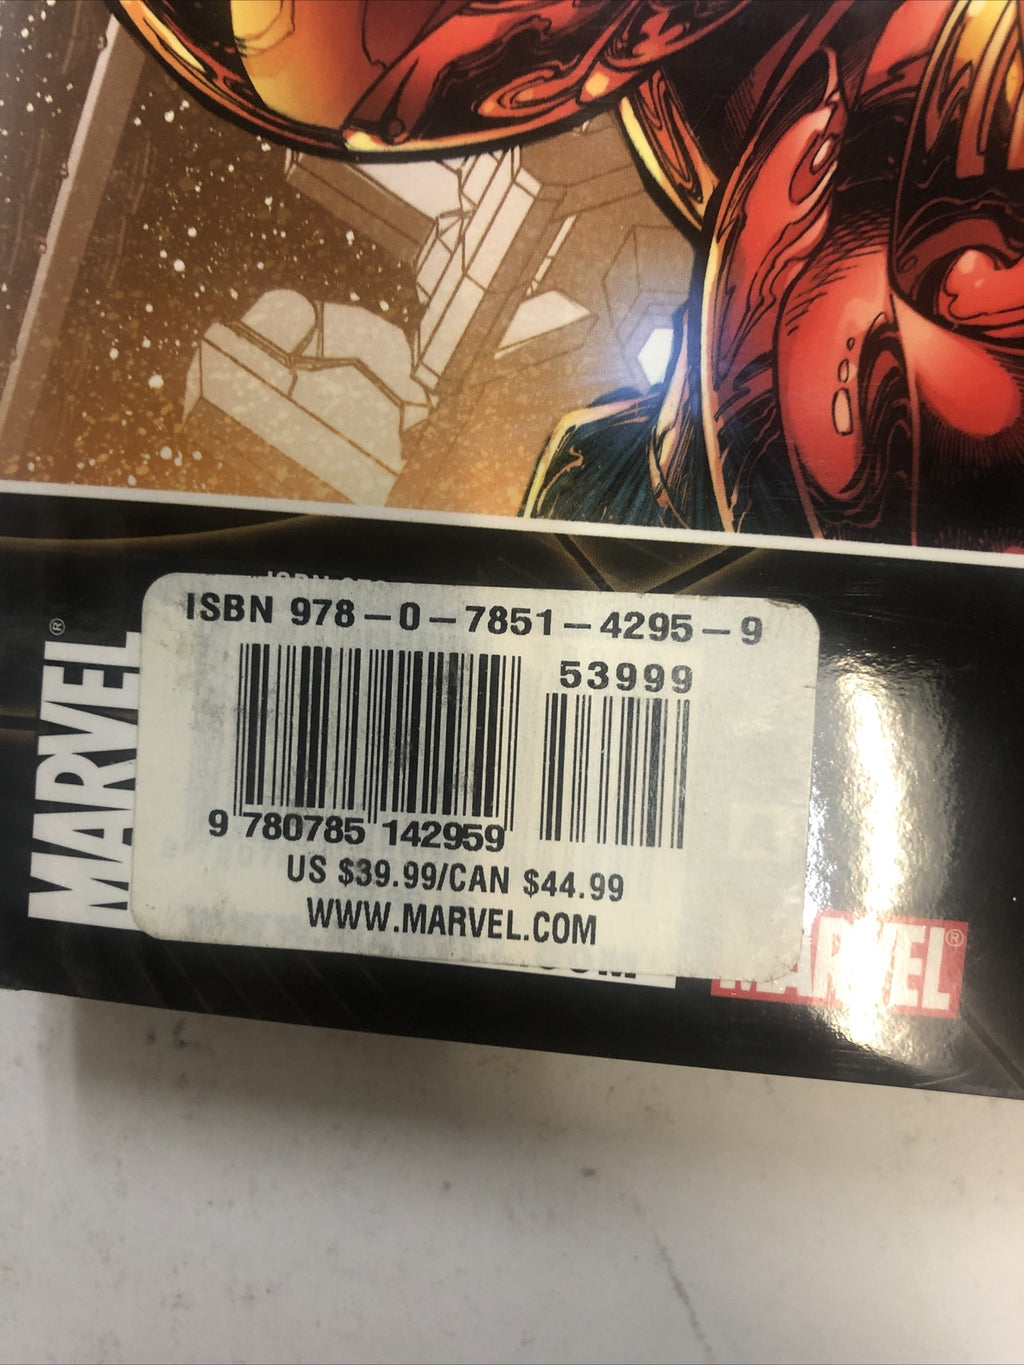 ISBN 978-0-7851-4295-9
53999
9 780785 142959
US $39.99/CAN $44.99
WWW.MARVEL.COM
MARVEL®
MARVEL®